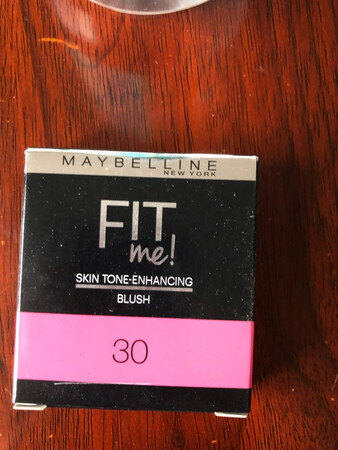 MAYBELLINE
NEW YORK
FIT
me!
SKIN TONE-ENHANCING
BLUSH
30